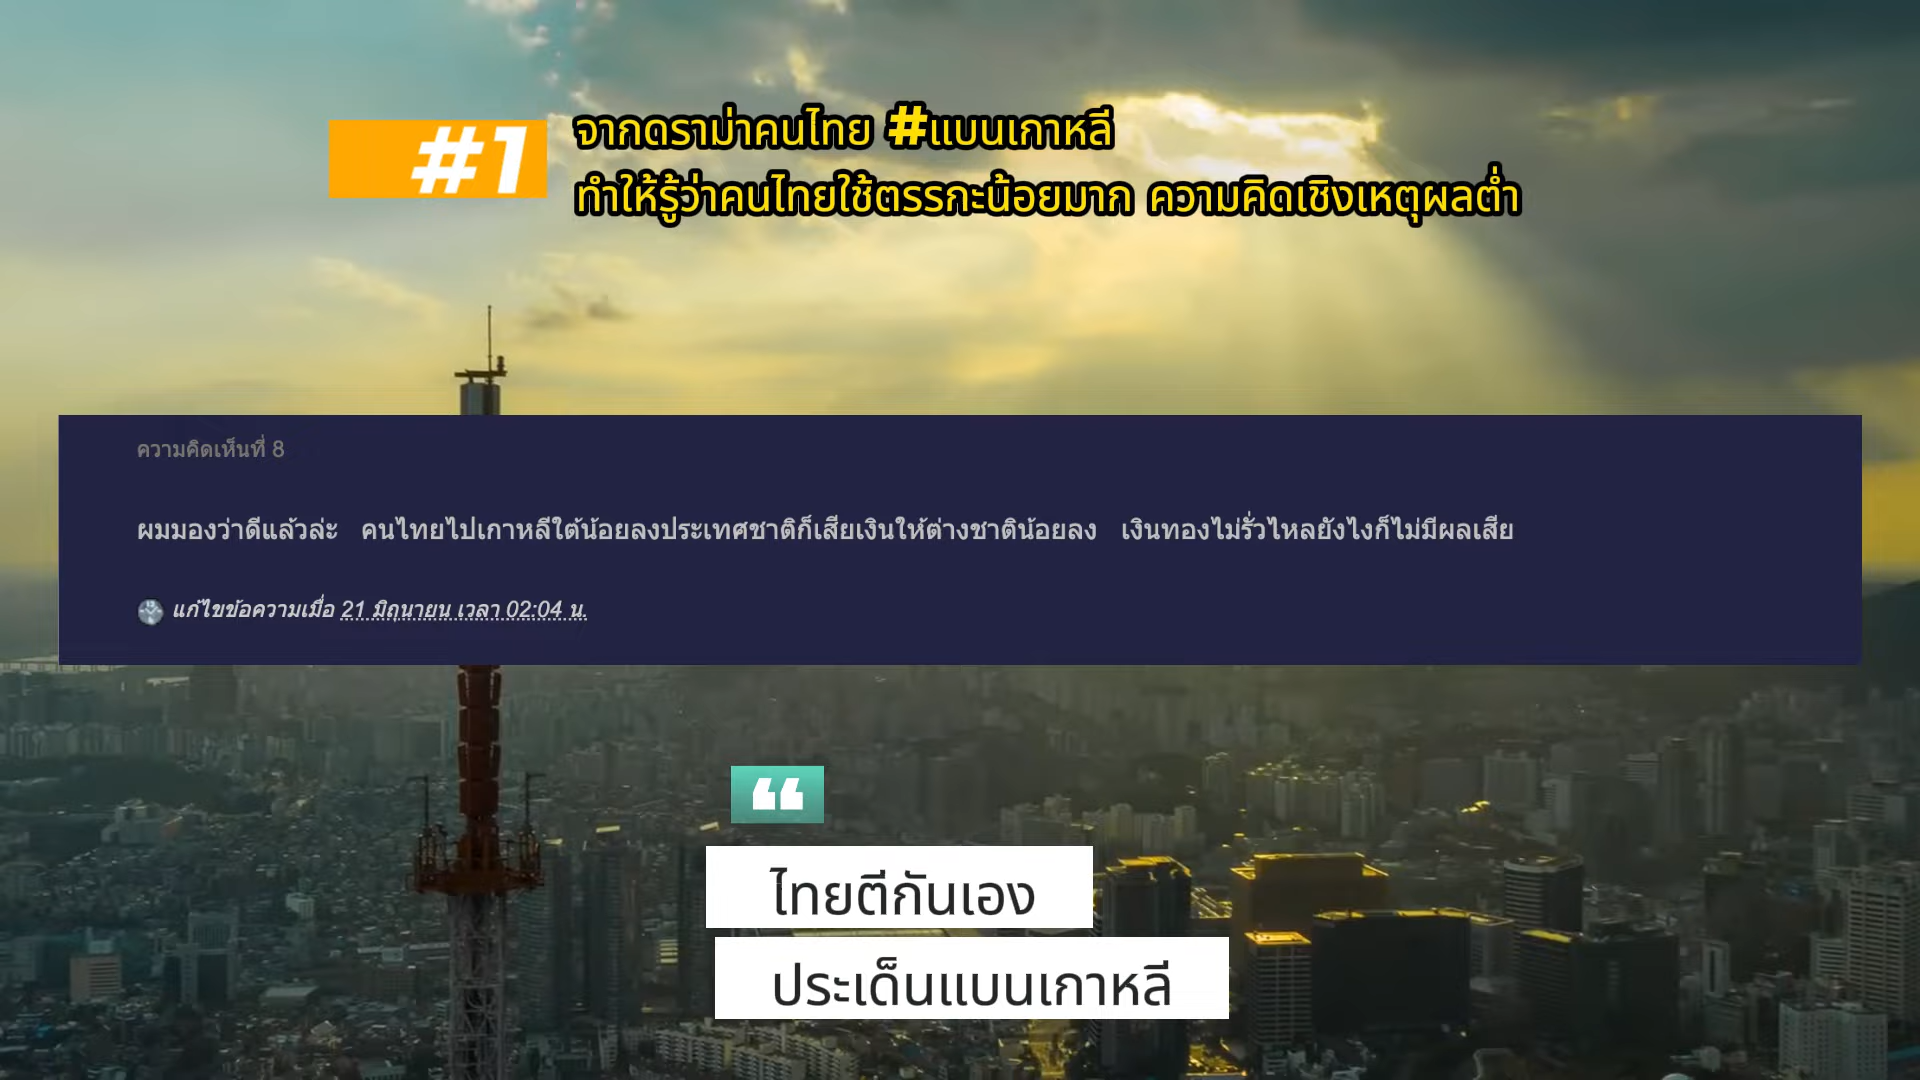 #1
จากดราม่าคนไทย #แบนเกาหลี
ทำให้รู้ว่าคนไทยใช้ตรรกะน้อยมาก ความคิดเชิงเหตุผลต่ำ
ความคิดเห็นที่ 8
ผมมองว่าดีแล้วล่ะ คนไทยไปเกาหลีใต้น้อยลงประเทศชาติก็เสียเงินให้ต่างชาติน้อยลง เงินทองไม่รั่วไหลยังไงก็ไม่มีผลเสีย
แก้ไขข้อความเมื่อ 21 มิถุนายน เวลา 02:04 น.
❝
ไทยตีกันเอง
ประเด็นแบนเกาหลี